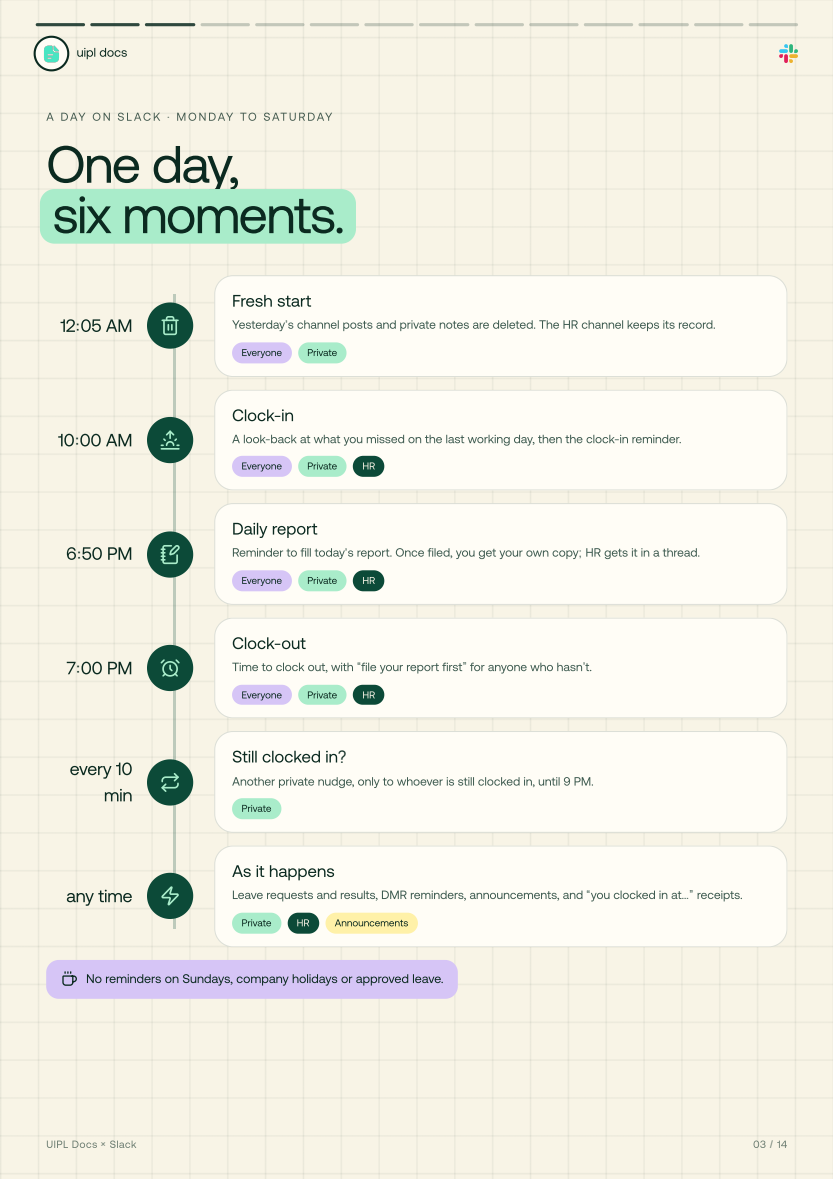 uipl docs
A DAY ON SLACK · MONDAY TO SATURDAY
One day,
six moments.
12:05 AM
Fresh start
Yesterday's channel posts and private notes are deleted. The HR channel keeps its record.
Everyone Private
10:00 AM
Clock-in
A look-back at what you missed on the last working day, then the clock-in reminder.
Everyone Private HR
6:50 PM
Daily report
Reminder to fill today's report. Once filed, you get your own copy; HR gets it in a thread.
Everyone Private HR
7:00 PM
Clock-out
Time to clock out, with “file your report first” for anyone who hasn't.
Everyone Private HR
every 10
min
Still clocked in?
Another private nudge, only to whoever is still clocked in, until 9 PM.
Private
any time
As it happens
Leave requests and results, DMR reminders, announcements, and “you clocked in at…” receipts.
Private HR Announcements
No reminders on Sundays, company holidays or approved leave.
UIPL Docs × Slack
03 / 14